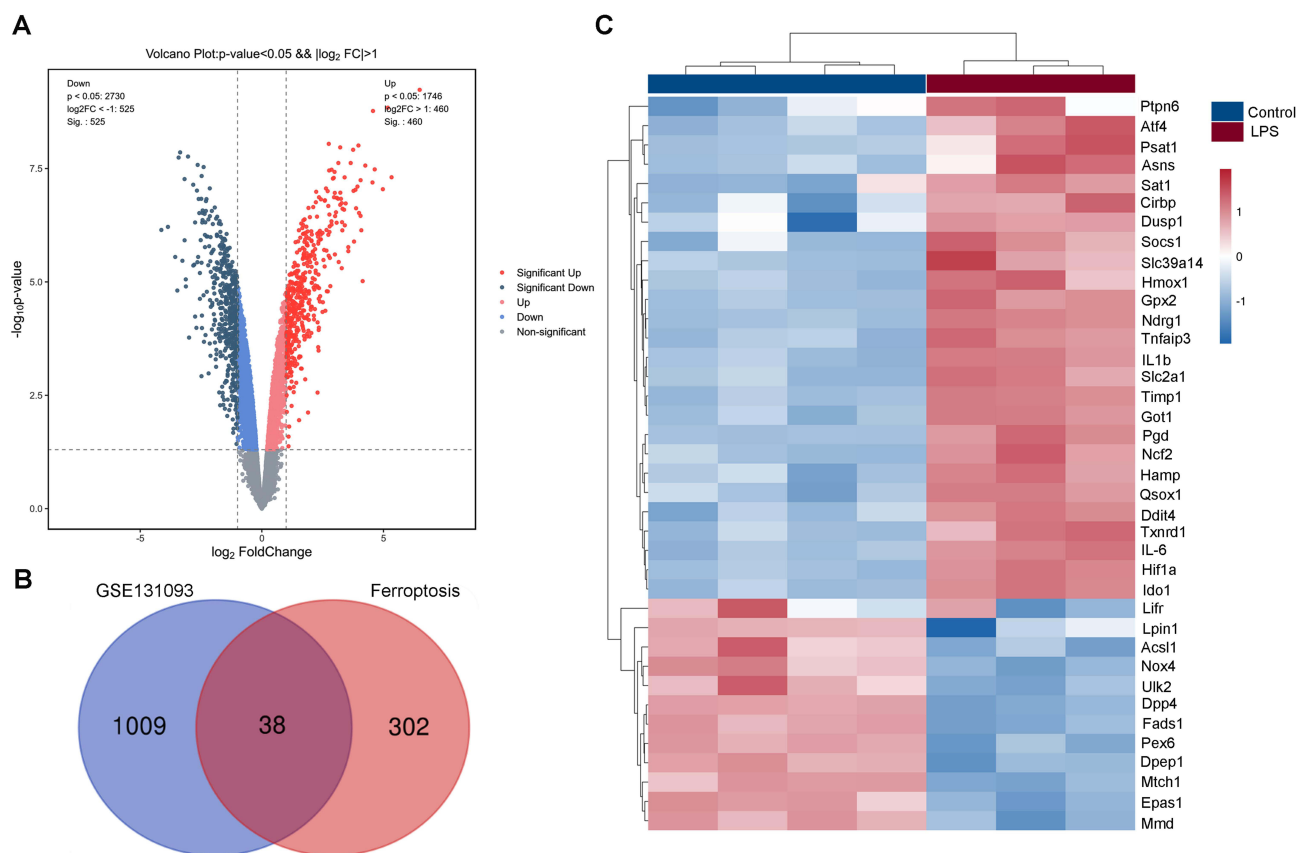 A
Volcano Plot:p-value<0.05 && |log2 FC|>1
Down
p < 0.05: 2730
log2FC < -1: 525
Sig. : 525
Up
p < 0.05: 1746
log2FC > 1: 460
Sig. : 460
7.5
5.0
2.5
0.0
-log10p-value
-5
0
5
log2 FoldChange
Significant Up
Significant Down
Up
Down
Non-significant
B
GSE131093
Ferroptosis
1009
38
302
C
Ptpn6
Atf4
Psat1
Asns
Sat1
Cirbp
Dusp1
Socs1
Slc39a14
Hmox1
Gpx2
Ndrg1
Tnfaip3
IL1b
Slc2a1
Timp1
Got1
Pgd
Ncf2
Hamp
Qsox1
Ddit4
Txnrd1
IL-6
Hif1a
Ido1
Lifr
Lpin1
Acsl1
Nox4
Ulk2
Dpp4
Fads1
Pex6
Dpep1
Mtch1
Epas1
Mmd
Control
LPS
1
0
-1